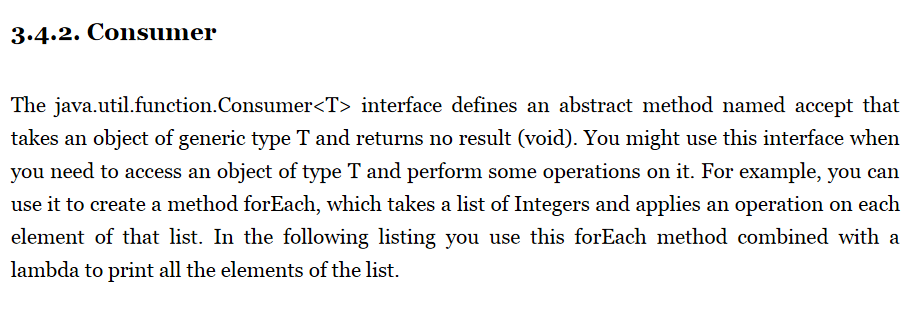 3.4.2. Consumer
The java.util.function.Consumer<T> interface defines an abstract method named accept that
takes an object of generic type T and returns no result (void). You might use this interface when
you need to access an object of type T and perform some operations on it. For example, you can
use it to create a method forEach, which takes a list of Integers and applies an operation on each
element of that list. In the following listing you use this forEach method combined with a
lambda to print all the elements of the list.